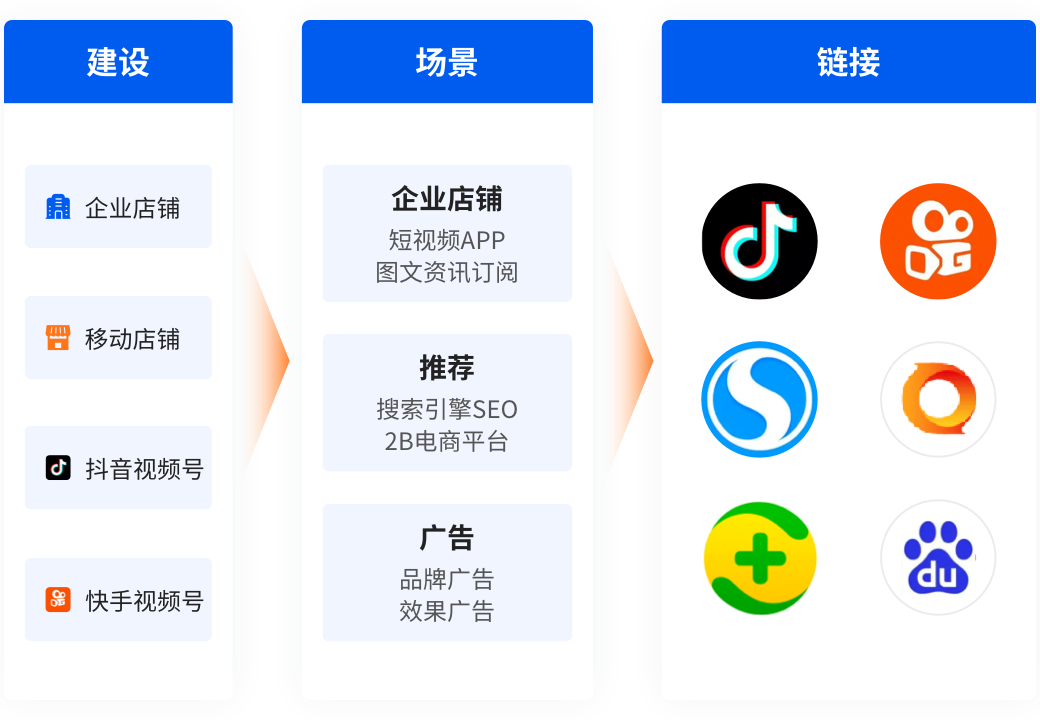 建设
企业店铺
移动店铺
抖音视频号
快手视频号
场景
企业店铺
短视频APP
图文资讯订阅
推荐
搜索引擎SEO
2B电商平台
广告
品牌广告
效果广告
链接
du